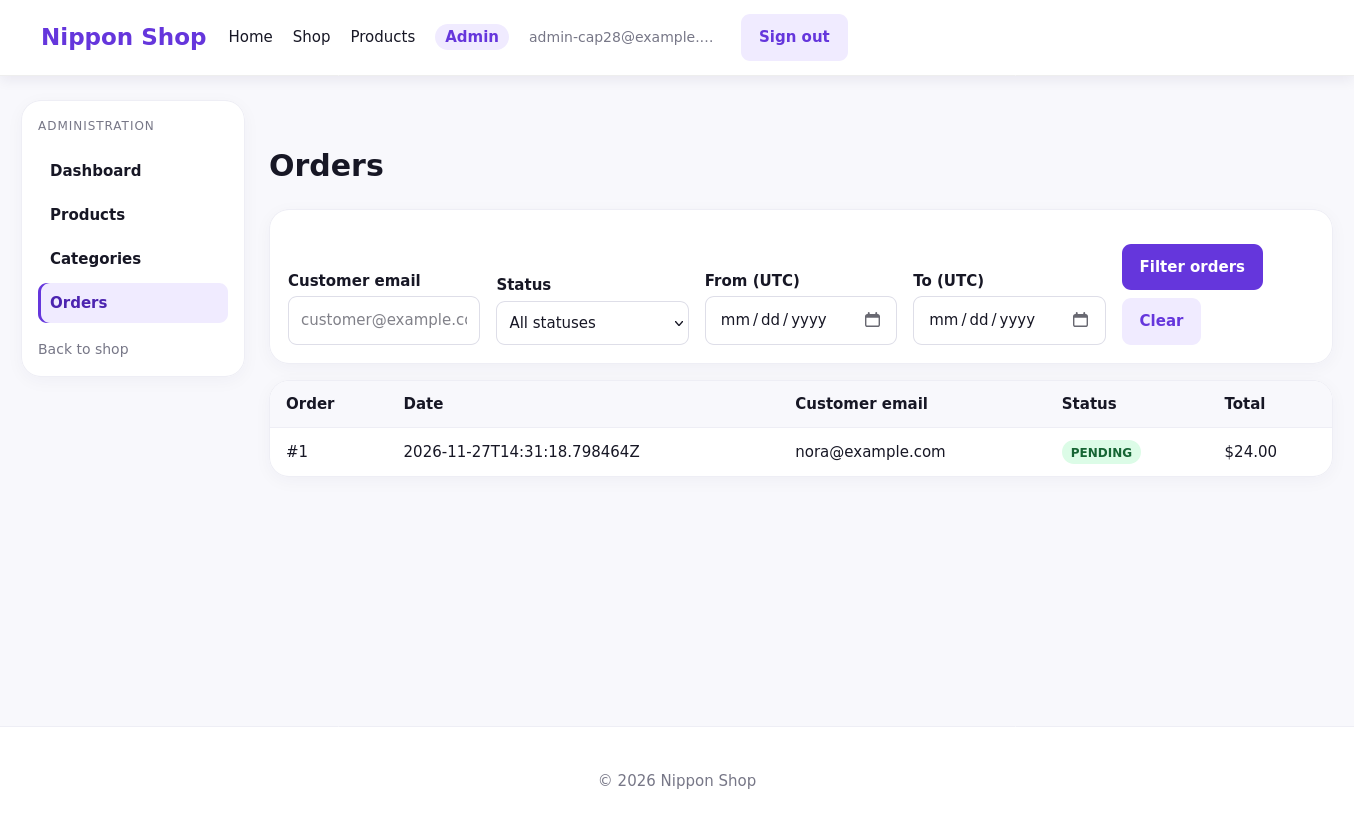 Nippon Shop Home Shop Products Admin admin-cap28@example.... Sign out
ADMINISTRATION
Dashboard
Products
Categories
Orders
Back to shop
Orders
Customer email Status From (UTC) To (UTC) Filter orders
customer@example.co All statuses mm/dd/yyyy mm/dd/yyyy Clear
Order Date Customer email Status Total
#1 2026-11-27T14:31:18.798464Z nora@example.com PENDING $24.00
© 2026 Nippon Shop